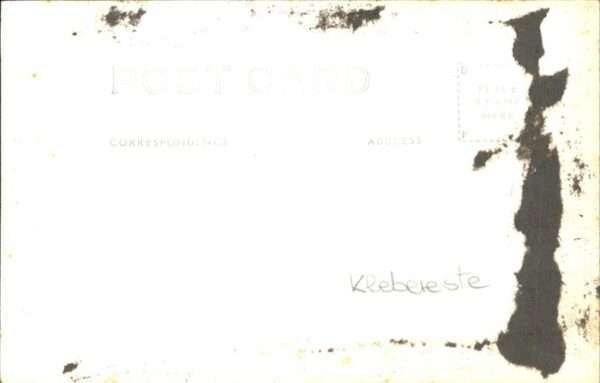 POST CARD
PLACE
STAMP
HERE
CORRESPONDENCE
ADDRESS
Klebereste